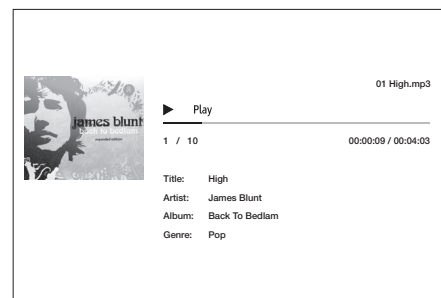 01 High.mp3
james blunt
back to bedlam
expanded edition
Play
1 / 10 00:00:09 / 00:04:03
Title: High
Artist: James Blunt
Album: Back To Bedlam
Genre: Pop